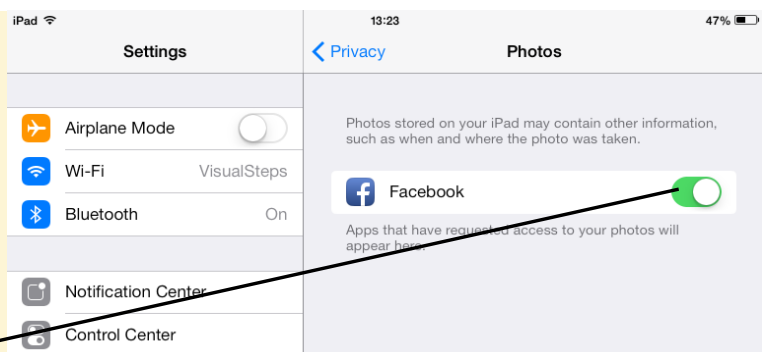 iPad 13:23 47%
Settings
Privacy Photos
Photos stored on your iPad may contain other information,
such as when and where the photo was taken.
Airplane Mode
Wi-Fi VisualSteps
Facebook
Bluetooth On
Apps that have requested access to your photos will
appear here.
Notification Center
Control Center